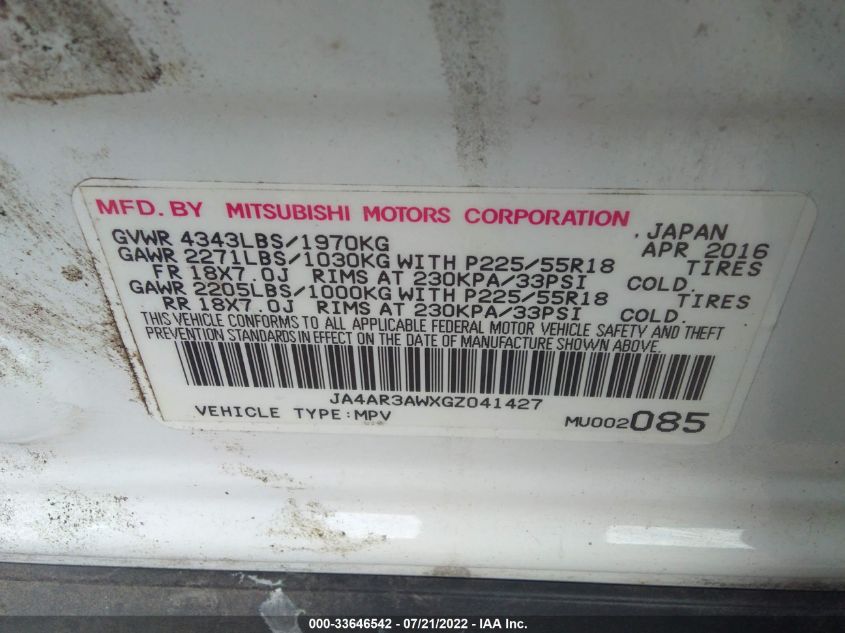 MFD. BY MITSUBISHI MOTORS CORPORATION , JAPAN
GVWR 4343LBS/1970KG APR 2016
GAWR 2271LBS/1030KG WITH P225/55R18 TIRES
FR 18X7.0J RIMS AT 230KPA/33PSI COLD.
GAWR 2205LBS/1000KG WITH P225/55R18 TIRES
RR 18X7.0J RIMS AT 230KPA/33PSI COLD.
THIS VEHICLE CONFORMS TO ALL APPLICABLE FEDERAL MOTOR VEHICLE SAFETY AND THEFT
PREVENTION STANDARDS IN EFFECT ON THE DATE OF MANUFACTURE SHOWN ABOVE.
JA4AR3AWXGZ041427
VEHICLE TYPE:MPV MU002085
000-33646542 - 07/21/2022 - IAA Inc.